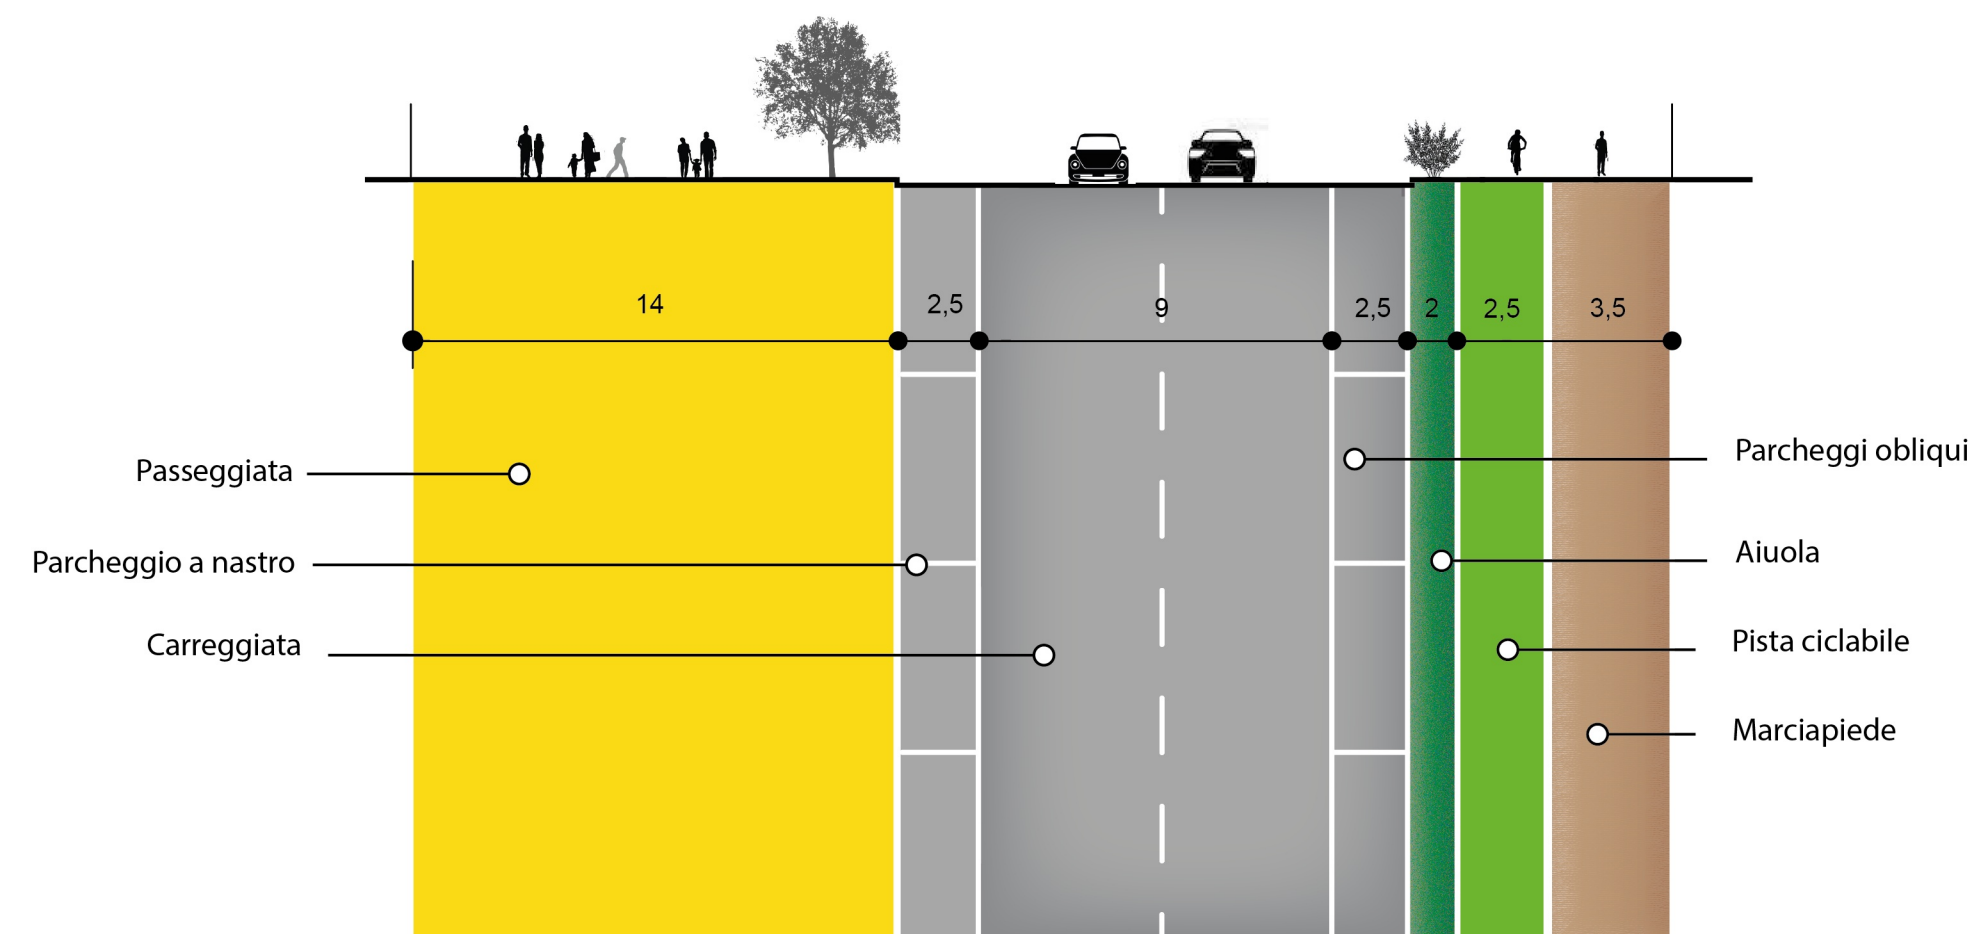 14
2,5
9
2,5
2
2,5
3,5
Passeggiata
Parcheggio a nastro
Carreggiata
Parcheggi obliqui
Aiuola
Pista ciclabile
Marciapiede